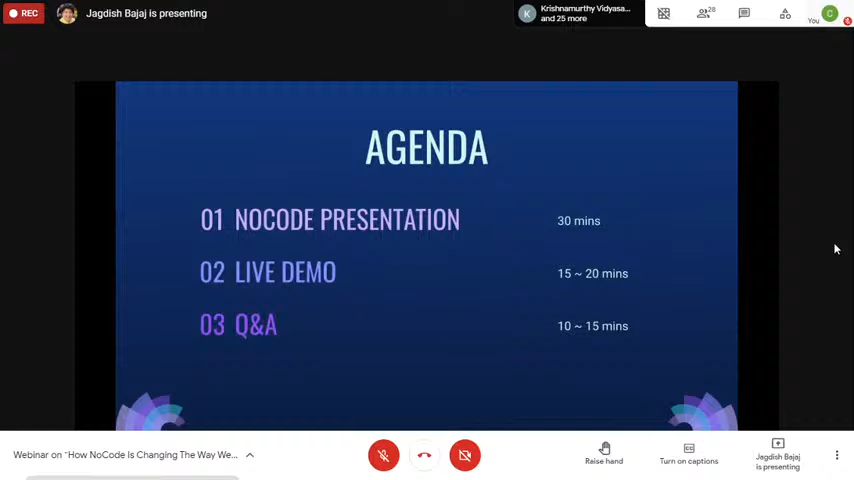 REC
Jagdish Bajaj is presenting
K
Krishnamurthy Vidyasa...
and 25 more
28
You
C
AGENDA
01 NOCODE PRESENTATION 30 mins
02 LIVE DEMO 15 ~ 20 mins
03 Q&A 10 ~ 15 mins
Webinar on "How NoCode Is Changing The Way We...
Raise hand
CC
Turn on captions
Jagdish Bajaj
is presenting